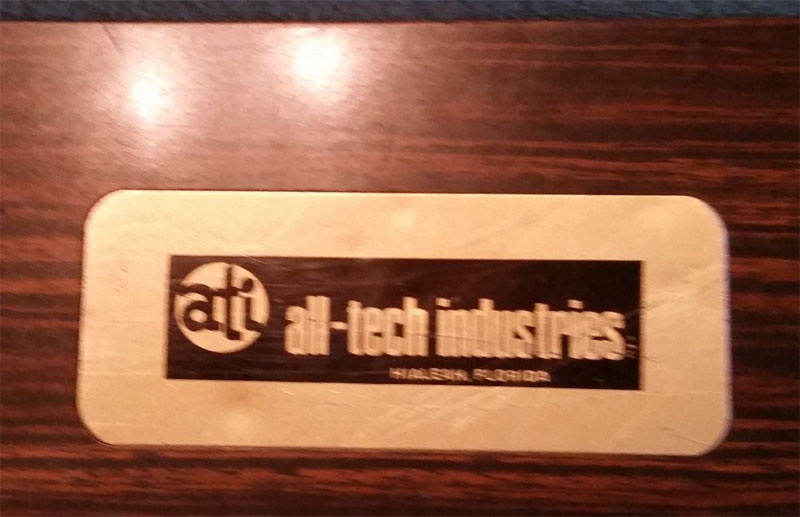 ati all-tech industries
HIALEAH, FLORIDA